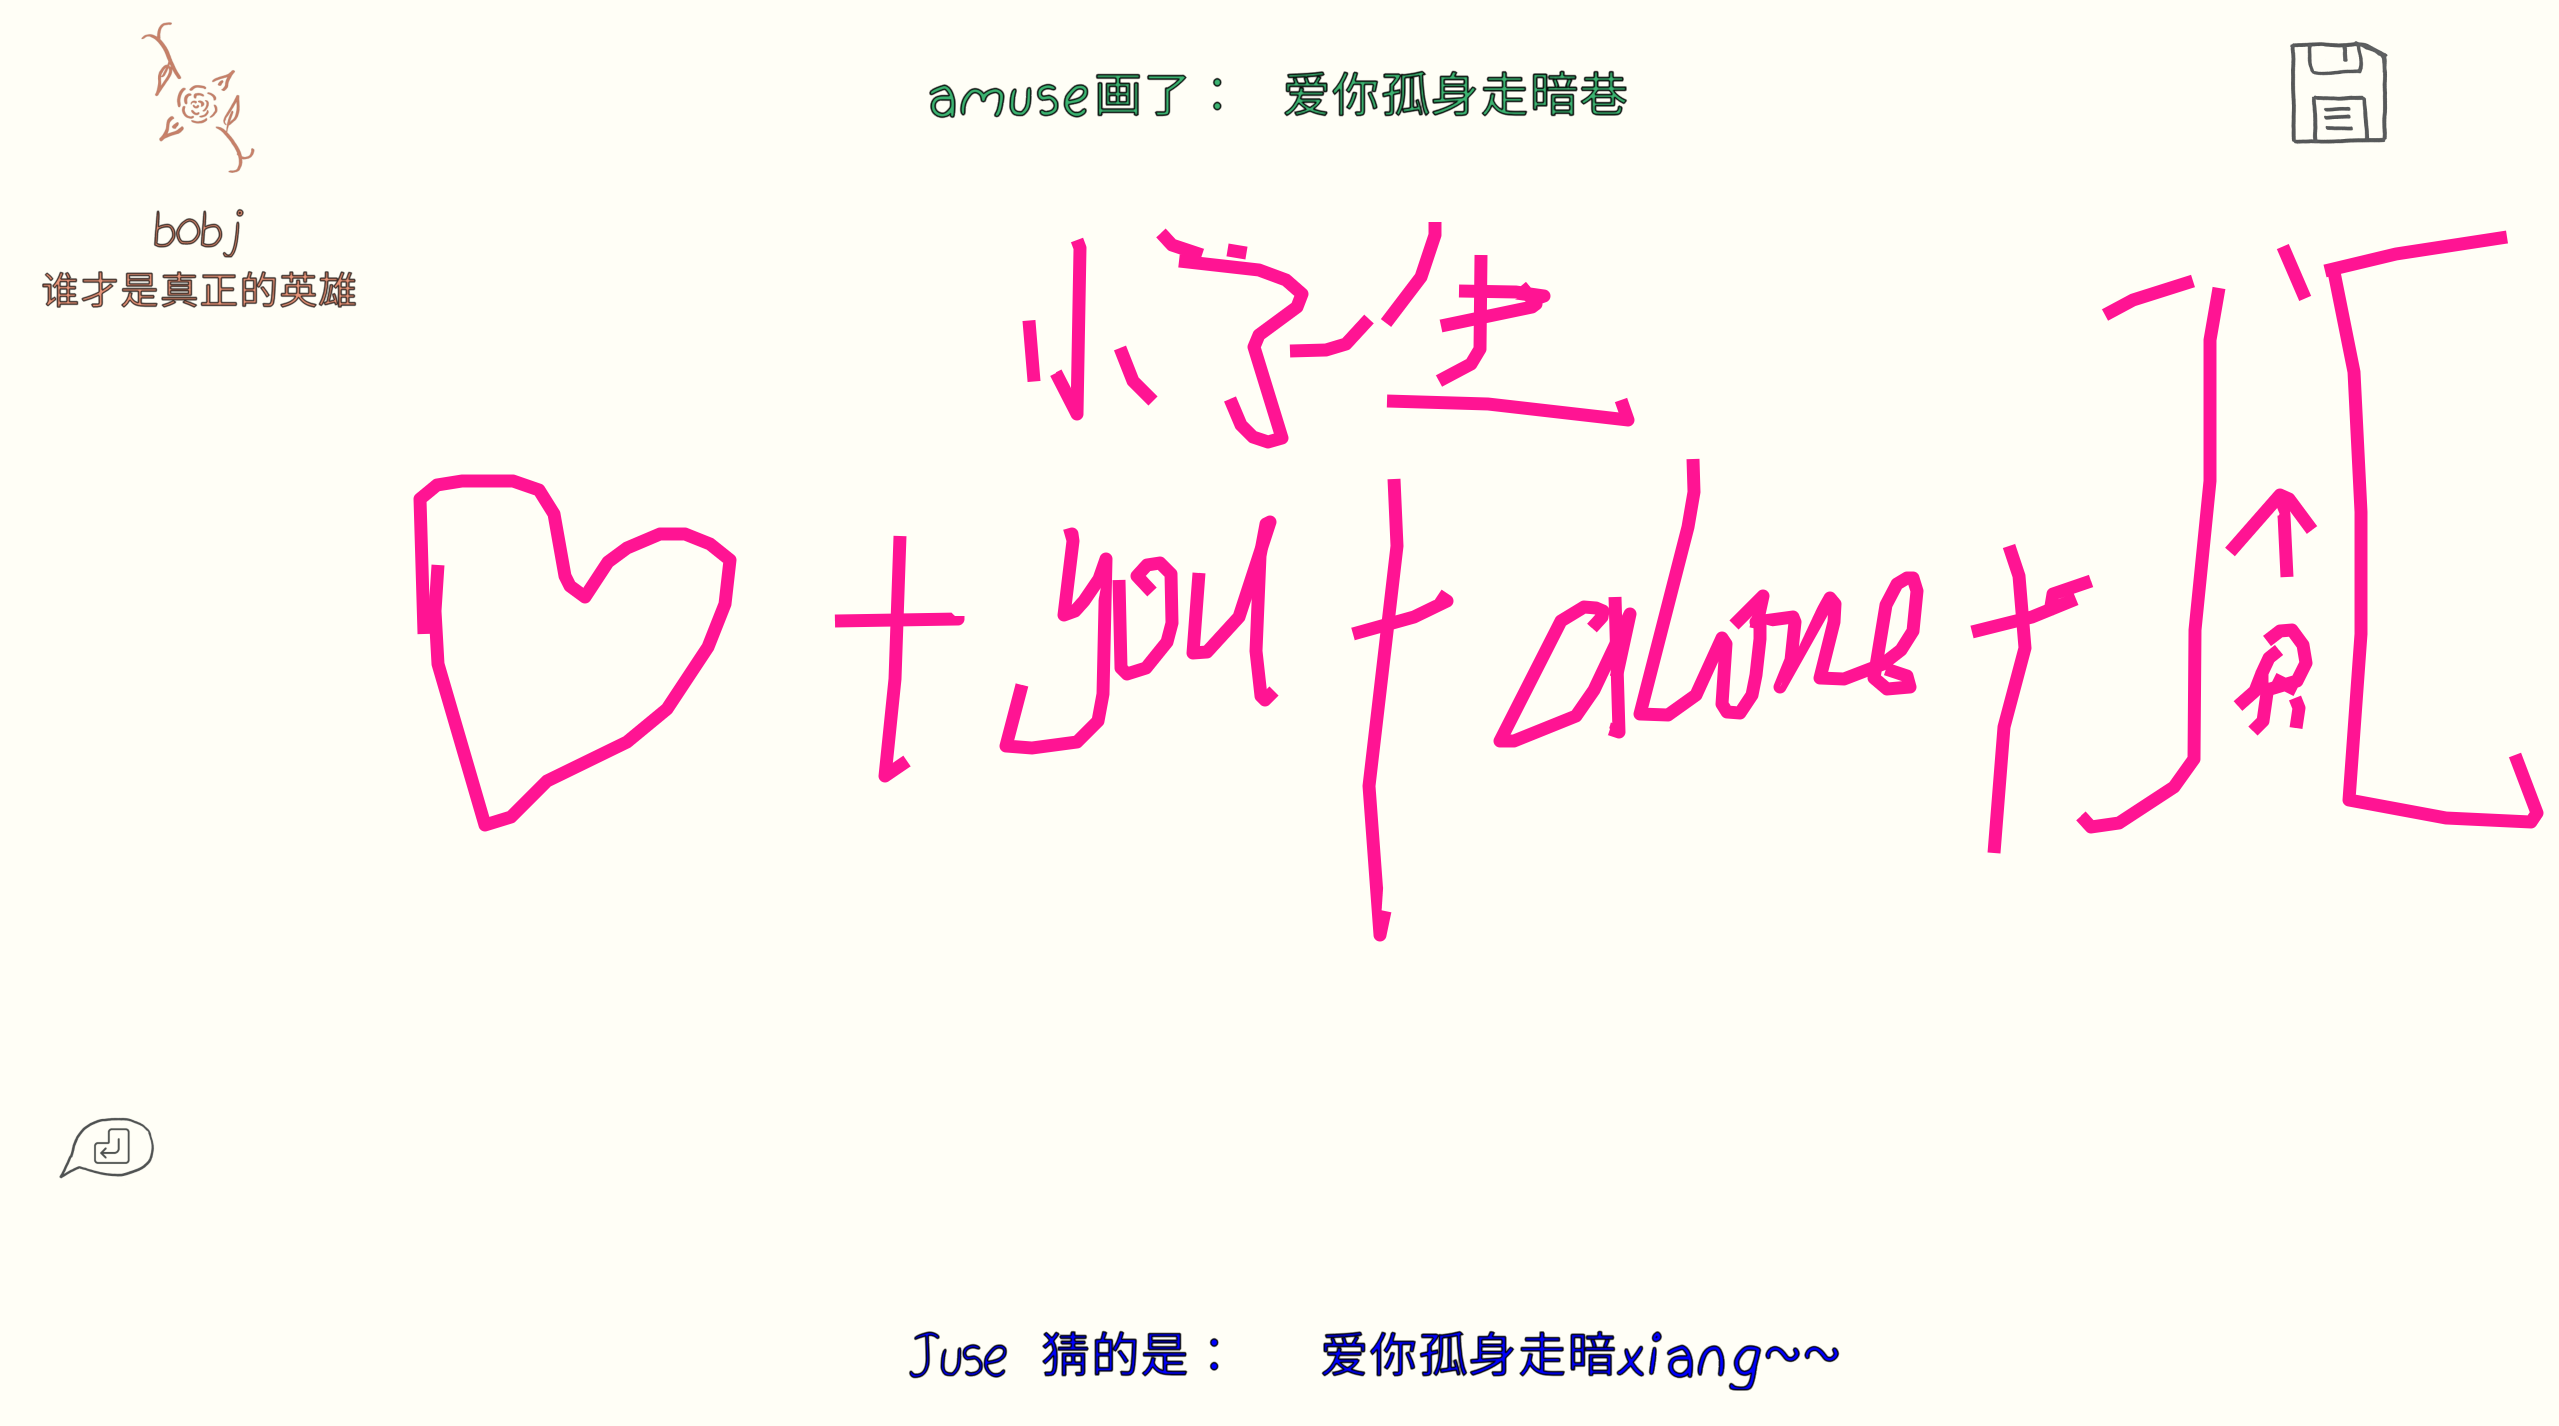 amuse画了： 爱你孤身走暗巷
bobj
谁才是真正的英雄
小学生
+ you + alone +
Juse 猜的是： 爱你孤身走暗xiang~~